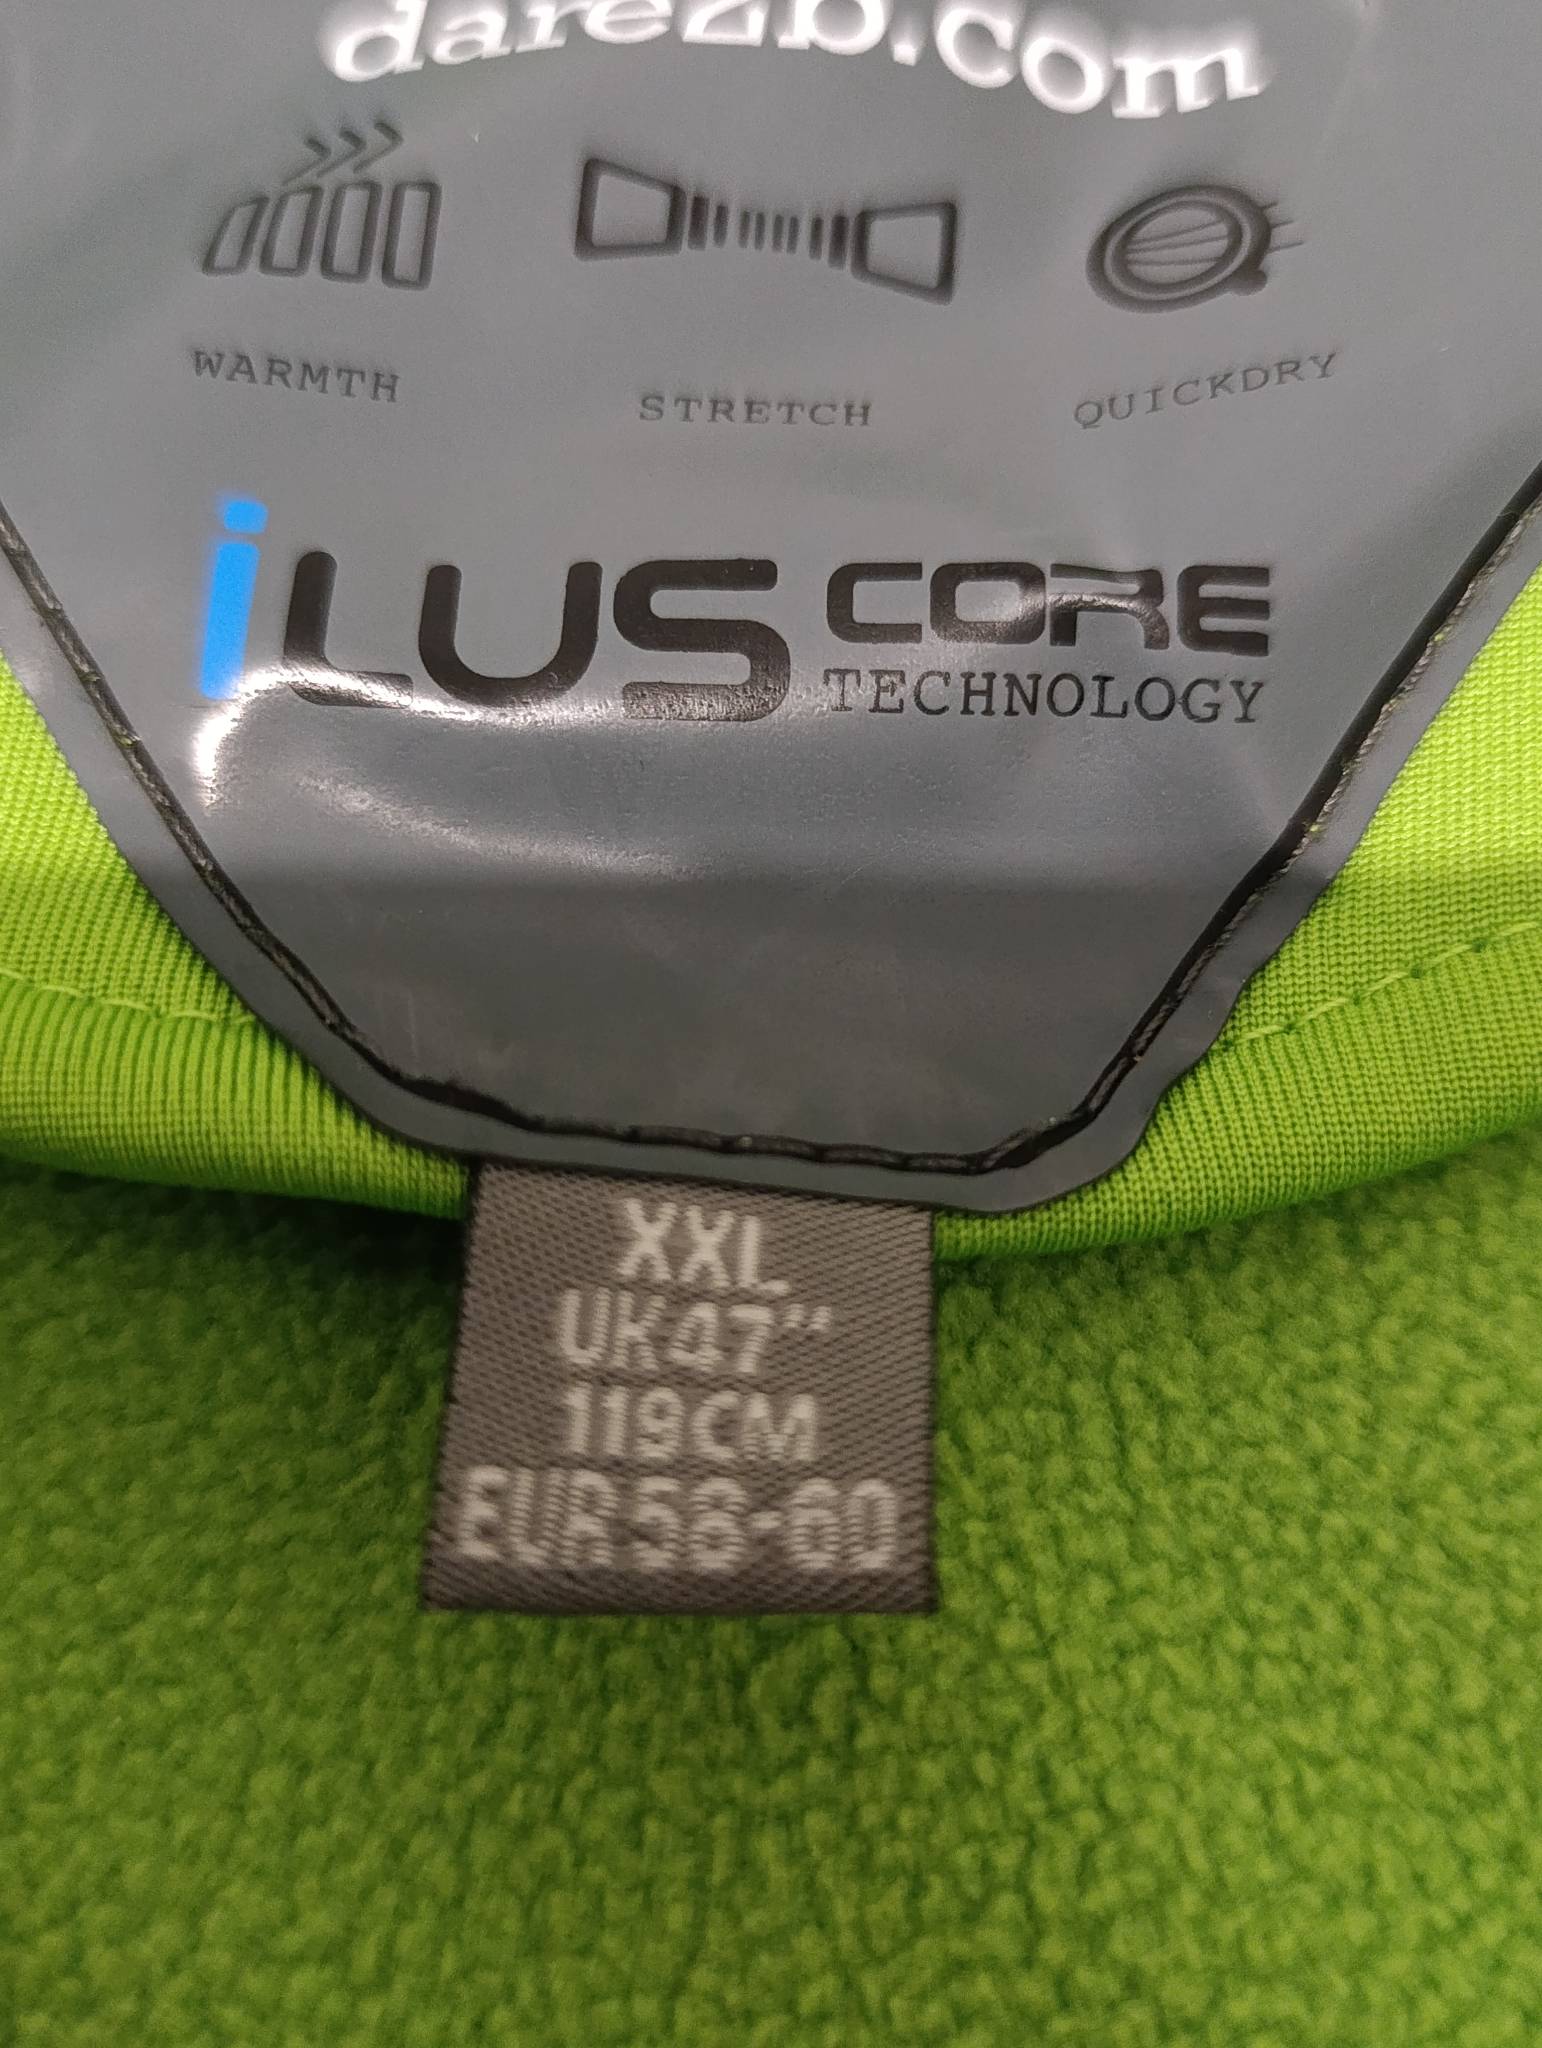 dare2b.com
WARMTH STRETCH QUICKDRY
iLUS CORE
TECHNOLOGY
XXL
UK47"
119CM
EUR58-60